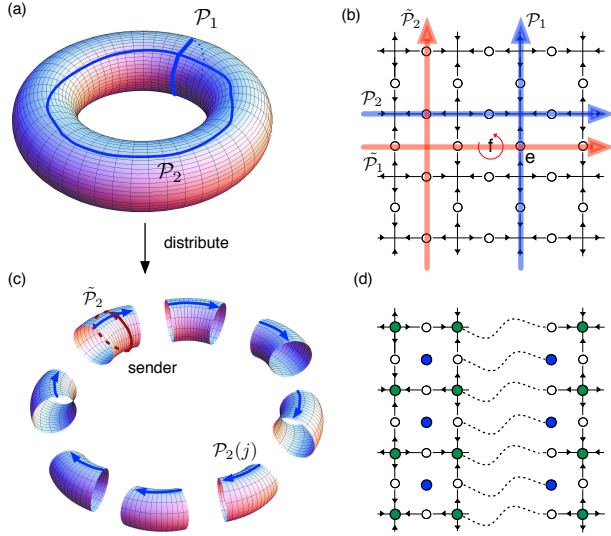 (a)
𝒫₁
𝒫₂
distribute
(b)
𝒫̃₂
𝒫₁
𝒫₂
𝒫̃₁
f
e
(c)
𝒫̃₂
sender
𝒫₂(j)
(d)